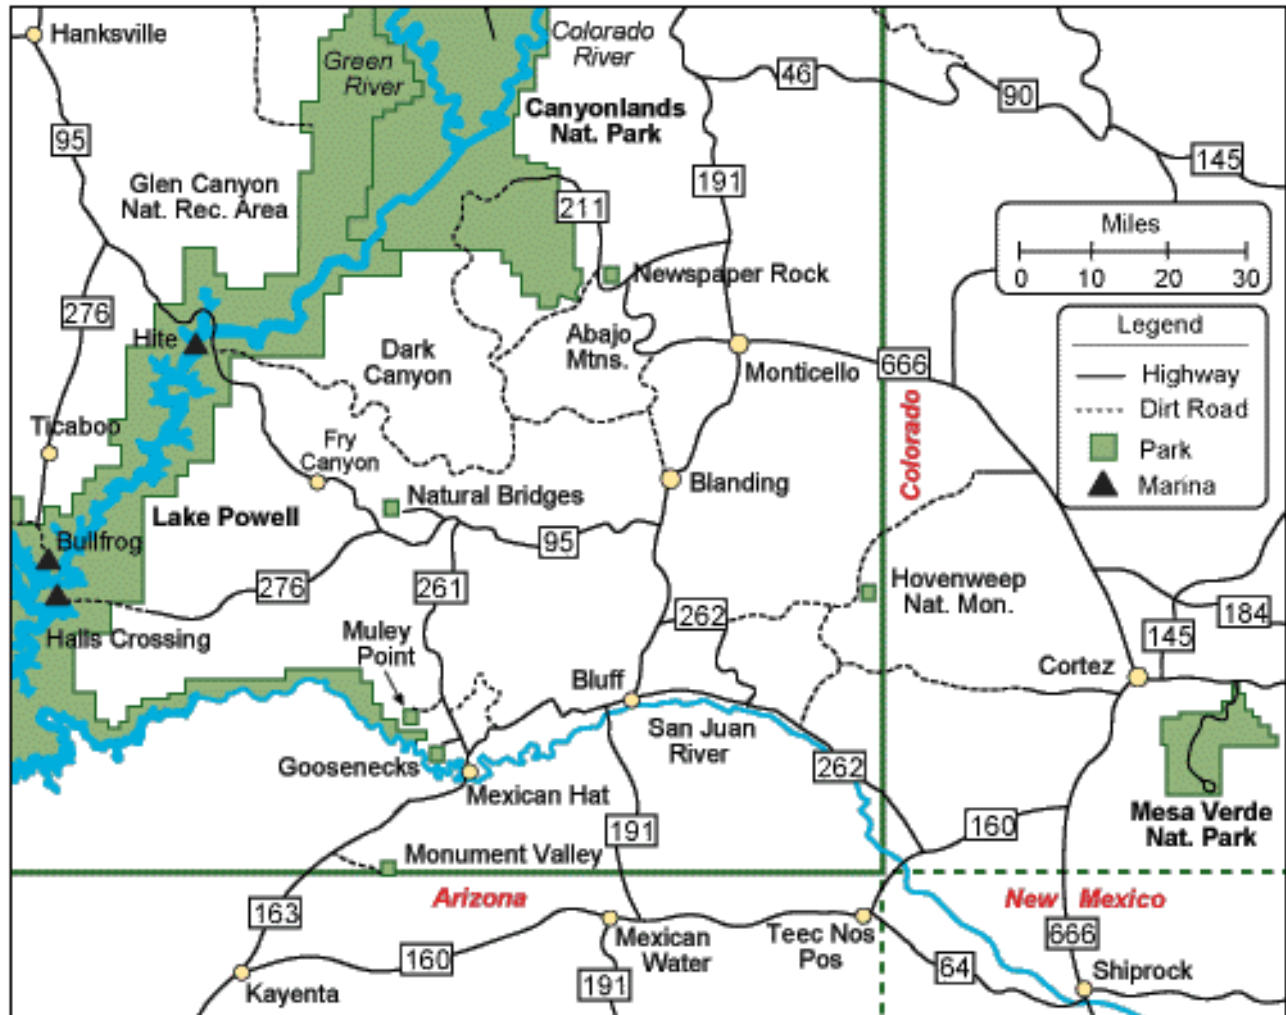 Hanksville
Green
River
Colorado
River
46
90
Canyonlands
Nat. Park
95
145
Glen Canyon
Nat. Rec. Area
191
211
Miles
0 10 20 30
Newspaper Rock
276
Hite
Abajo
Mtns.
Dark
Canyon
Monticello
666
Legend
Highway
Dirt Road
Park
Marina
Colorado
Ticaboo
Fry
Canyon
Blanding
Natural Bridges
Lake Powell
Bullfrog
95
276
261
Hovenweep
Nat. Mon.
262
184
145
Halls Crossing
Muley
Point
Bluff
Cortez
San Juan
River
Goosenecks
262
Mexican Hat
Mesa Verde
Nat. Park
160
191
Monument Valley
Arizona
New Mexico
163
Mexican
Water
Teec Nos
Pos
666
160
64
191
Kayenta
Shiprock